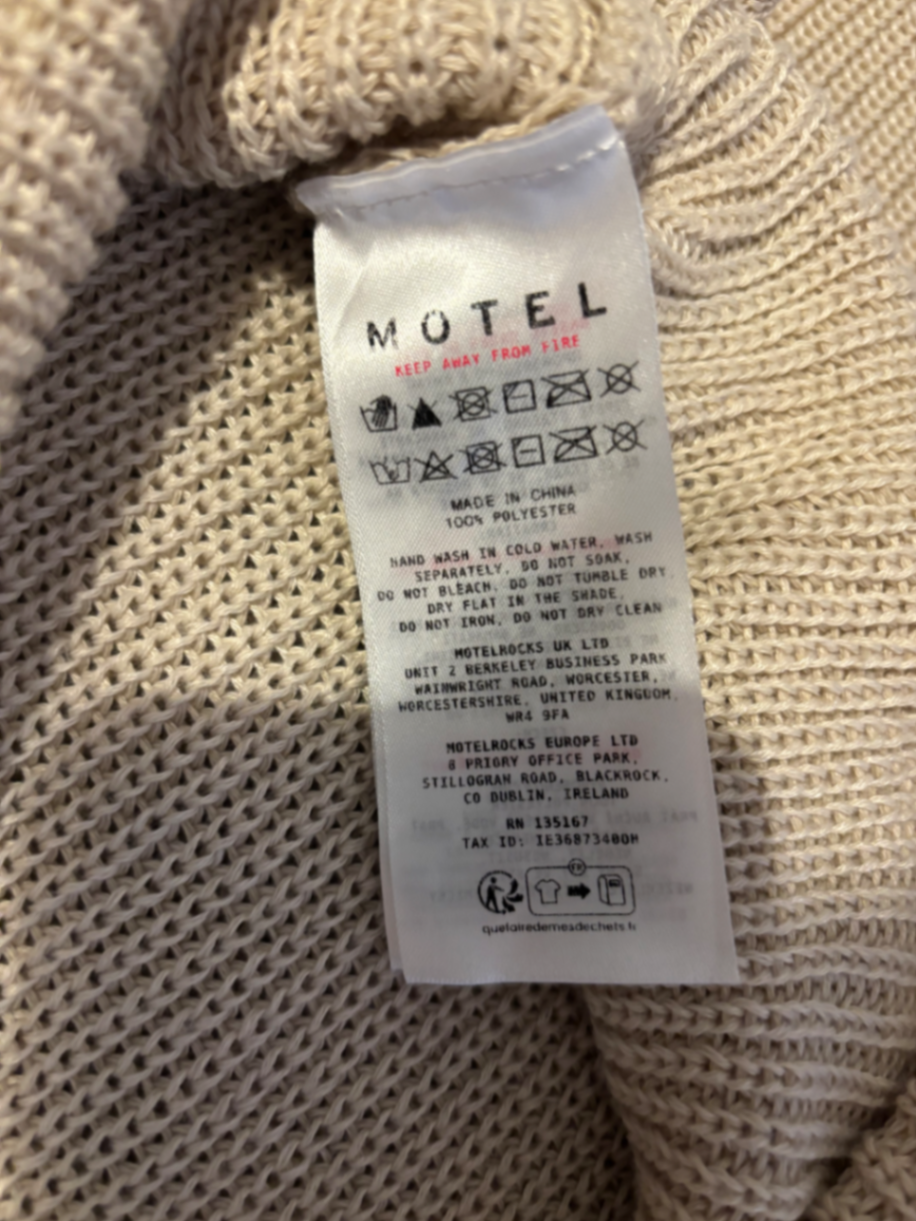 MOTEL
KEEP AWAY FROM FIRE
MADE IN CHINA
100% POLYESTER
HAND WASH IN COLD WATER, WASH
SEPARATELY, DO NOT SOAK,
DO NOT BLEACH, DO NOT TUMBLE DRY,
DRY FLAT IN THE SHADE,
DO NOT IRON, DO NOT DRY CLEAN
MOTELROCKS UK LTD
UNIT 2 BERKELEY BUSINESS PARK
WAINWRIGHT ROAD, WORCESTER,
WORCESTERSHIRE, UNITED KINGDOM,
WR4 9FA
MOTELROCKS EUROPE LTD
8 PRIORY OFFICE PARK,
STILLOGRAN ROAD, BLACKROCK,
CO DUBLIN, IRELAND
RN 135167
TAX ID: IE3687340OH
FR
quefairedemesdechets.fr